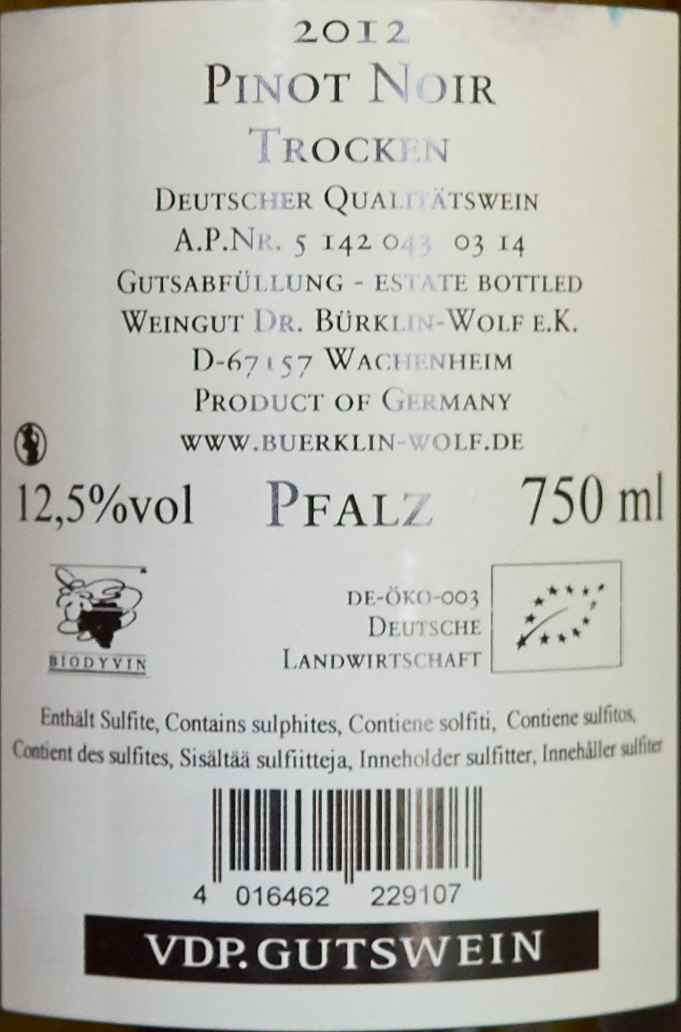 2012
PINOT NOIR
TROCKEN
DEUTSCHER QUALITÄTSWEIN
A.P.NR. 5 142 043 03 14
GUTSABFÜLLUNG - ESTATE BOTTLED
WEINGUT DR. BÜRKLIN-WOLF E.K.
D-67157 WACHENHEIM
PRODUCT OF GERMANY
WWW.BUERKLIN-WOLF.DE
12,5%vol PFALZ 750 ml
BIODYVIN
DE-ÖKO-003
DEUTSCHE
LANDWIRTSCHAFT
Enthält Sulfite, Contains sulphites, Contiene solfiti, Contiene sulfitos,
Contient des sulfites, Sisältää sulfiitteja, Inneholder sulfitter, Innehåller sulfiter
4 016462 229107
VDP.GUTSWEIN